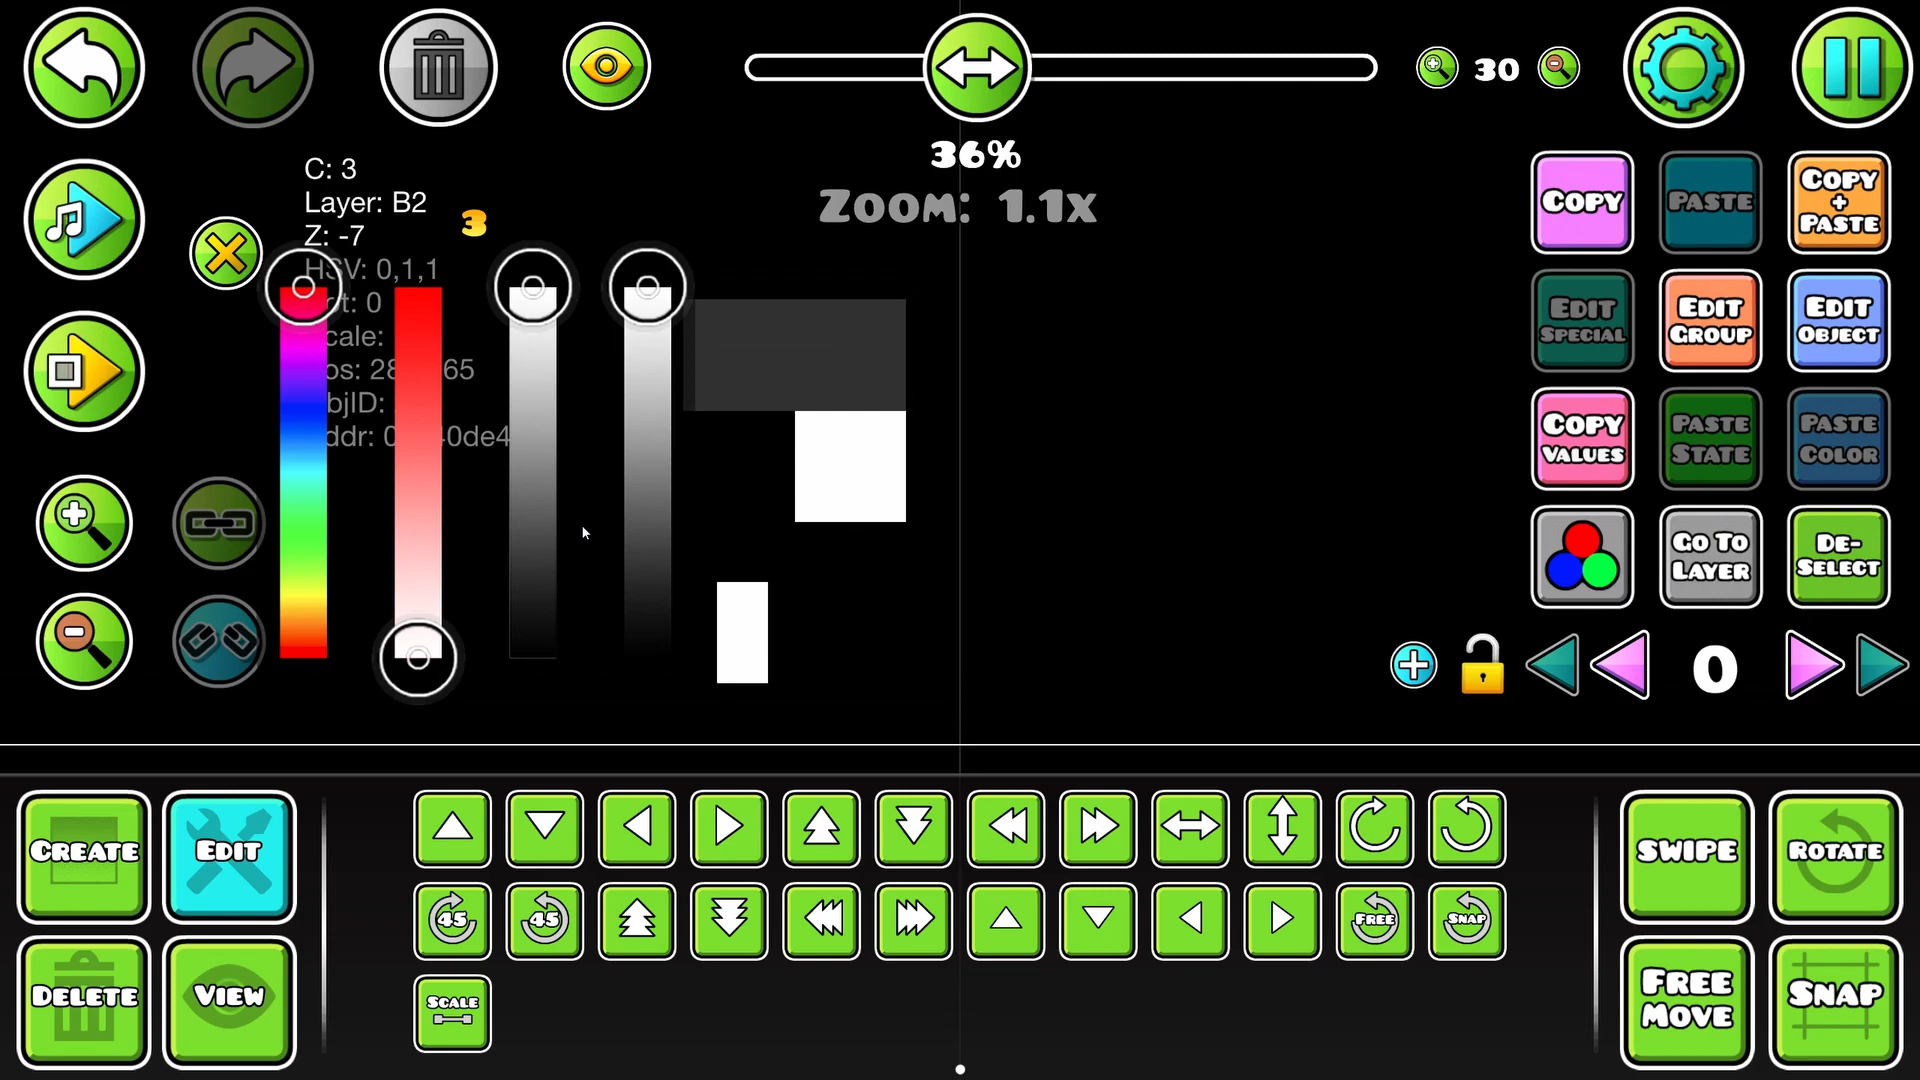 30
36%
Zoom: 1.1x
C: 3
Layer: B2
Z: -7
HSV: 0,1,1
3
COPY
PASTE
COPY
+
PASTE
EDIT
SPECIAL
EDIT
GROUP
EDIT
OBJECT
COPY
VALUES
PASTE
STATE
PASTE
COLOR
GO TO
LAYER
DE-
SELECT
0
CREATE
EDIT
DELETE
VIEW
45
45
FREE
SNAP
SCALE
SWIPE
ROTATE
FREE
MOVE
SNAP